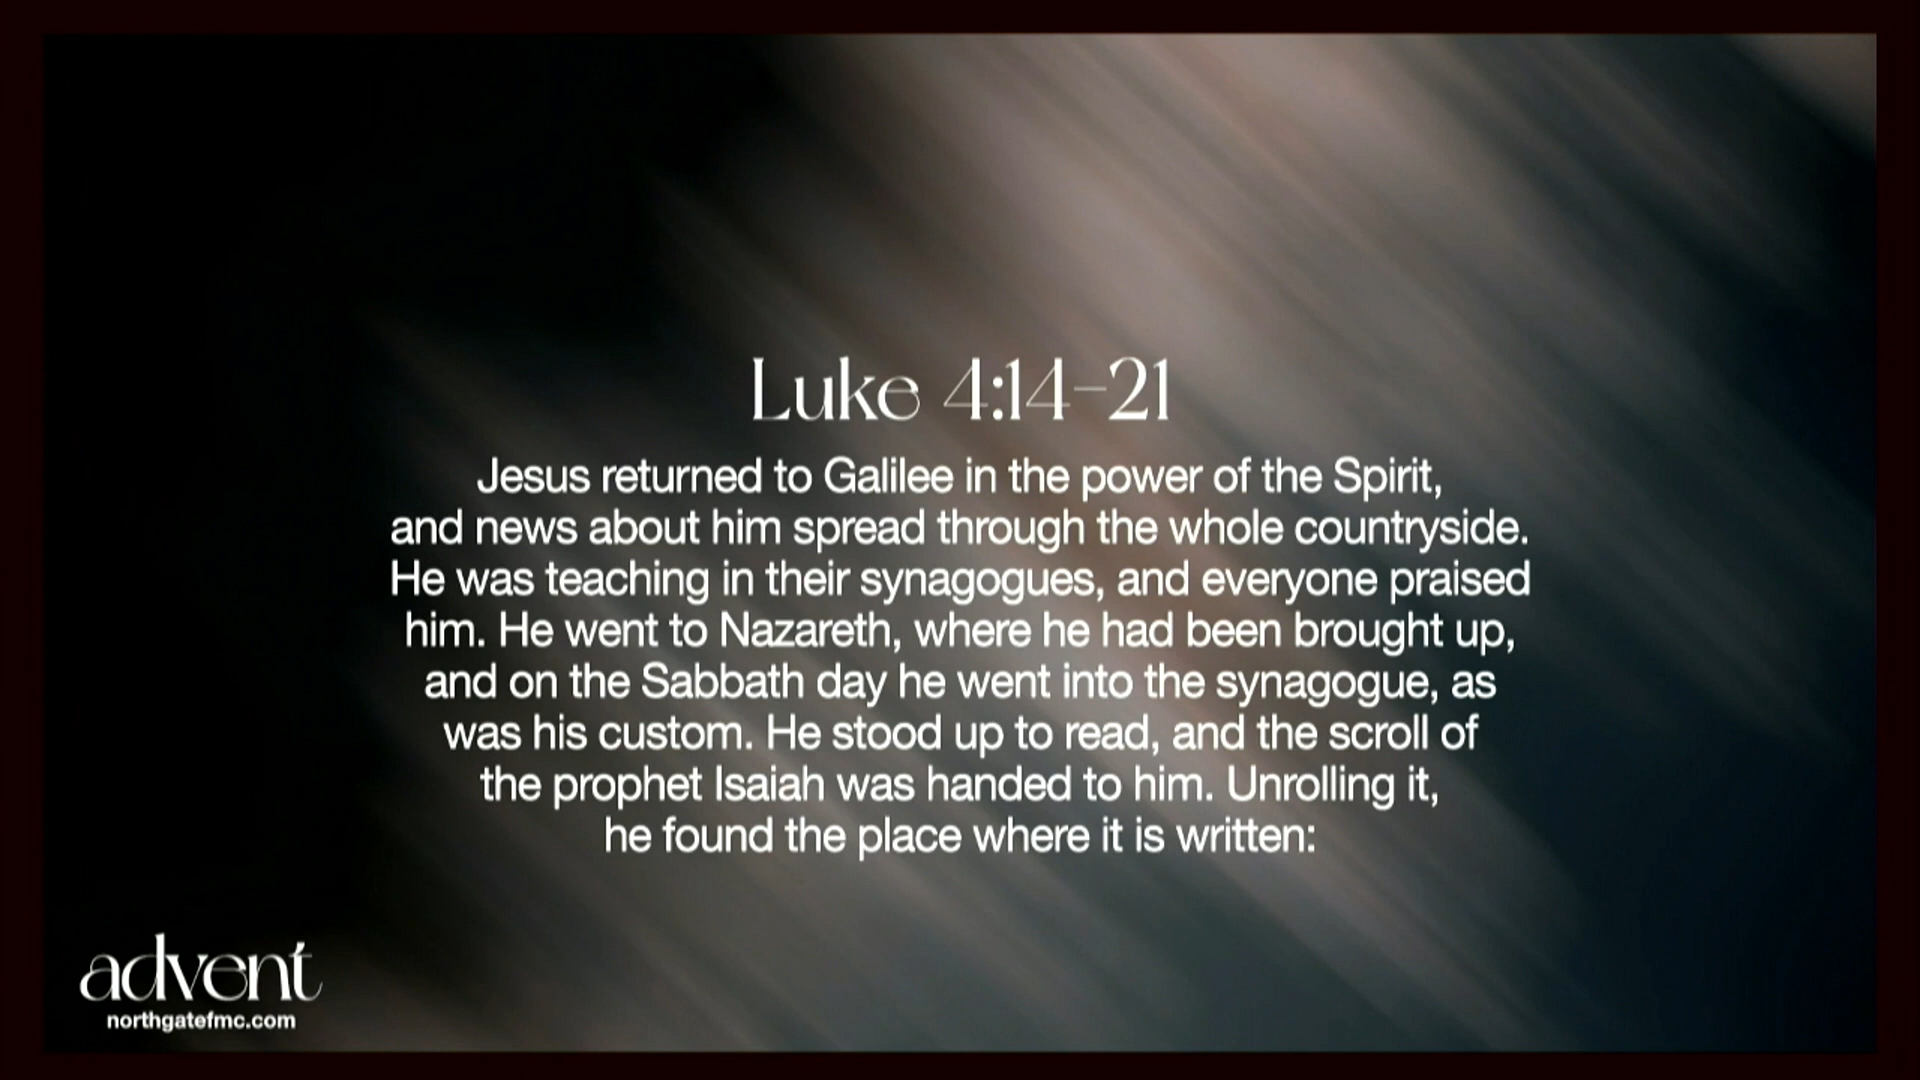 Luke 4:14–21
Jesus returned to Galilee in the power of the Spirit,
and news about him spread through the whole countryside.
He was teaching in their synagogues, and everyone praised
him. He went to Nazareth, where he had been brought up,
and on the Sabbath day he went into the synagogue, as
was his custom. He stood up to read, and the scroll of
the prophet Isaiah was handed to him. Unrolling it,
he found the place where it is written:
advent
northgatefmc.com